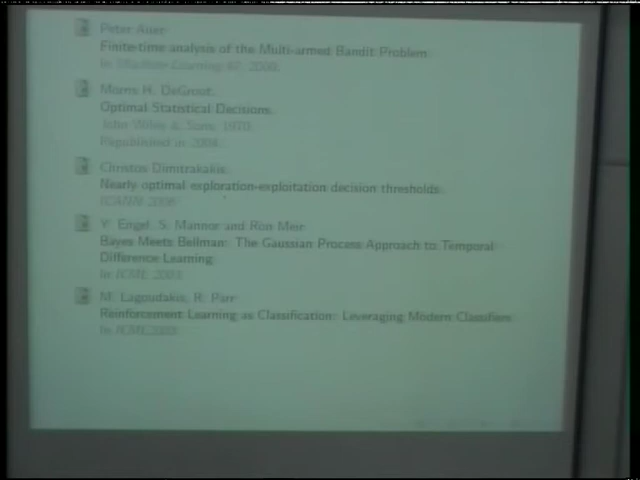 Peter Auer
Finite-time analysis of the Multi-armed Bandit Problem
In Machine Learning 47,
Morris H. DeGroot.
Optimal Statistical Decisions.
John Wiley & Sons, 1970.
Republished in 2004.
Christos Dimitrakakis.
Nearly optimal exploration-exploitation decision thresholds.
ICANN 2006
Y. Engel, S. Mannor and Ron Meir
Bayes Meets Bellman: The Gaussian Process Approach to Temporal
Difference Learning
In ICML 2003
M. Lagoudakis, R. Parr
Reinforcement Learning as Classification: Leveraging Modern Classifiers
In ICML 2003